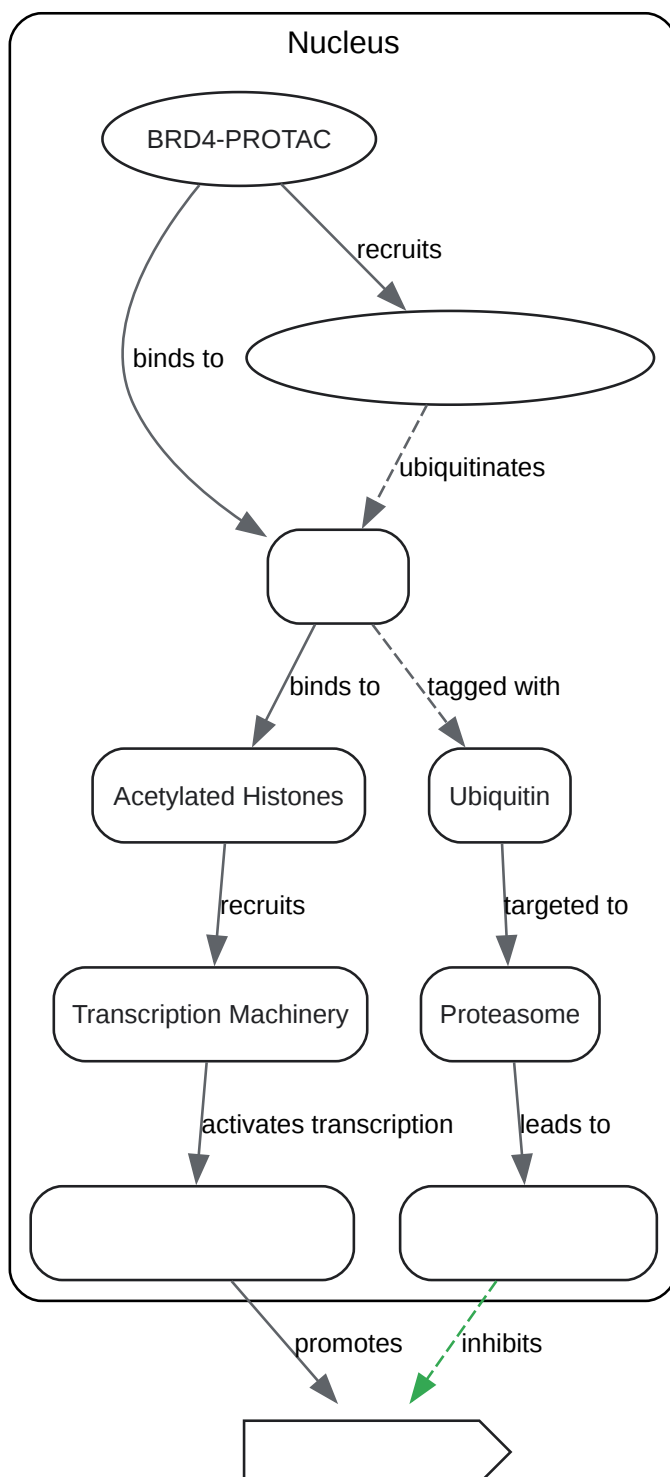 Nucleus
BRD4-PROTAC
recruits
binds to
ubiquitinates
binds to
tagged with
Acetylated Histones
Ubiquitin
recruits
targeted to
Transcription Machinery
Proteasome
activates transcription
leads to
promotes
inhibits